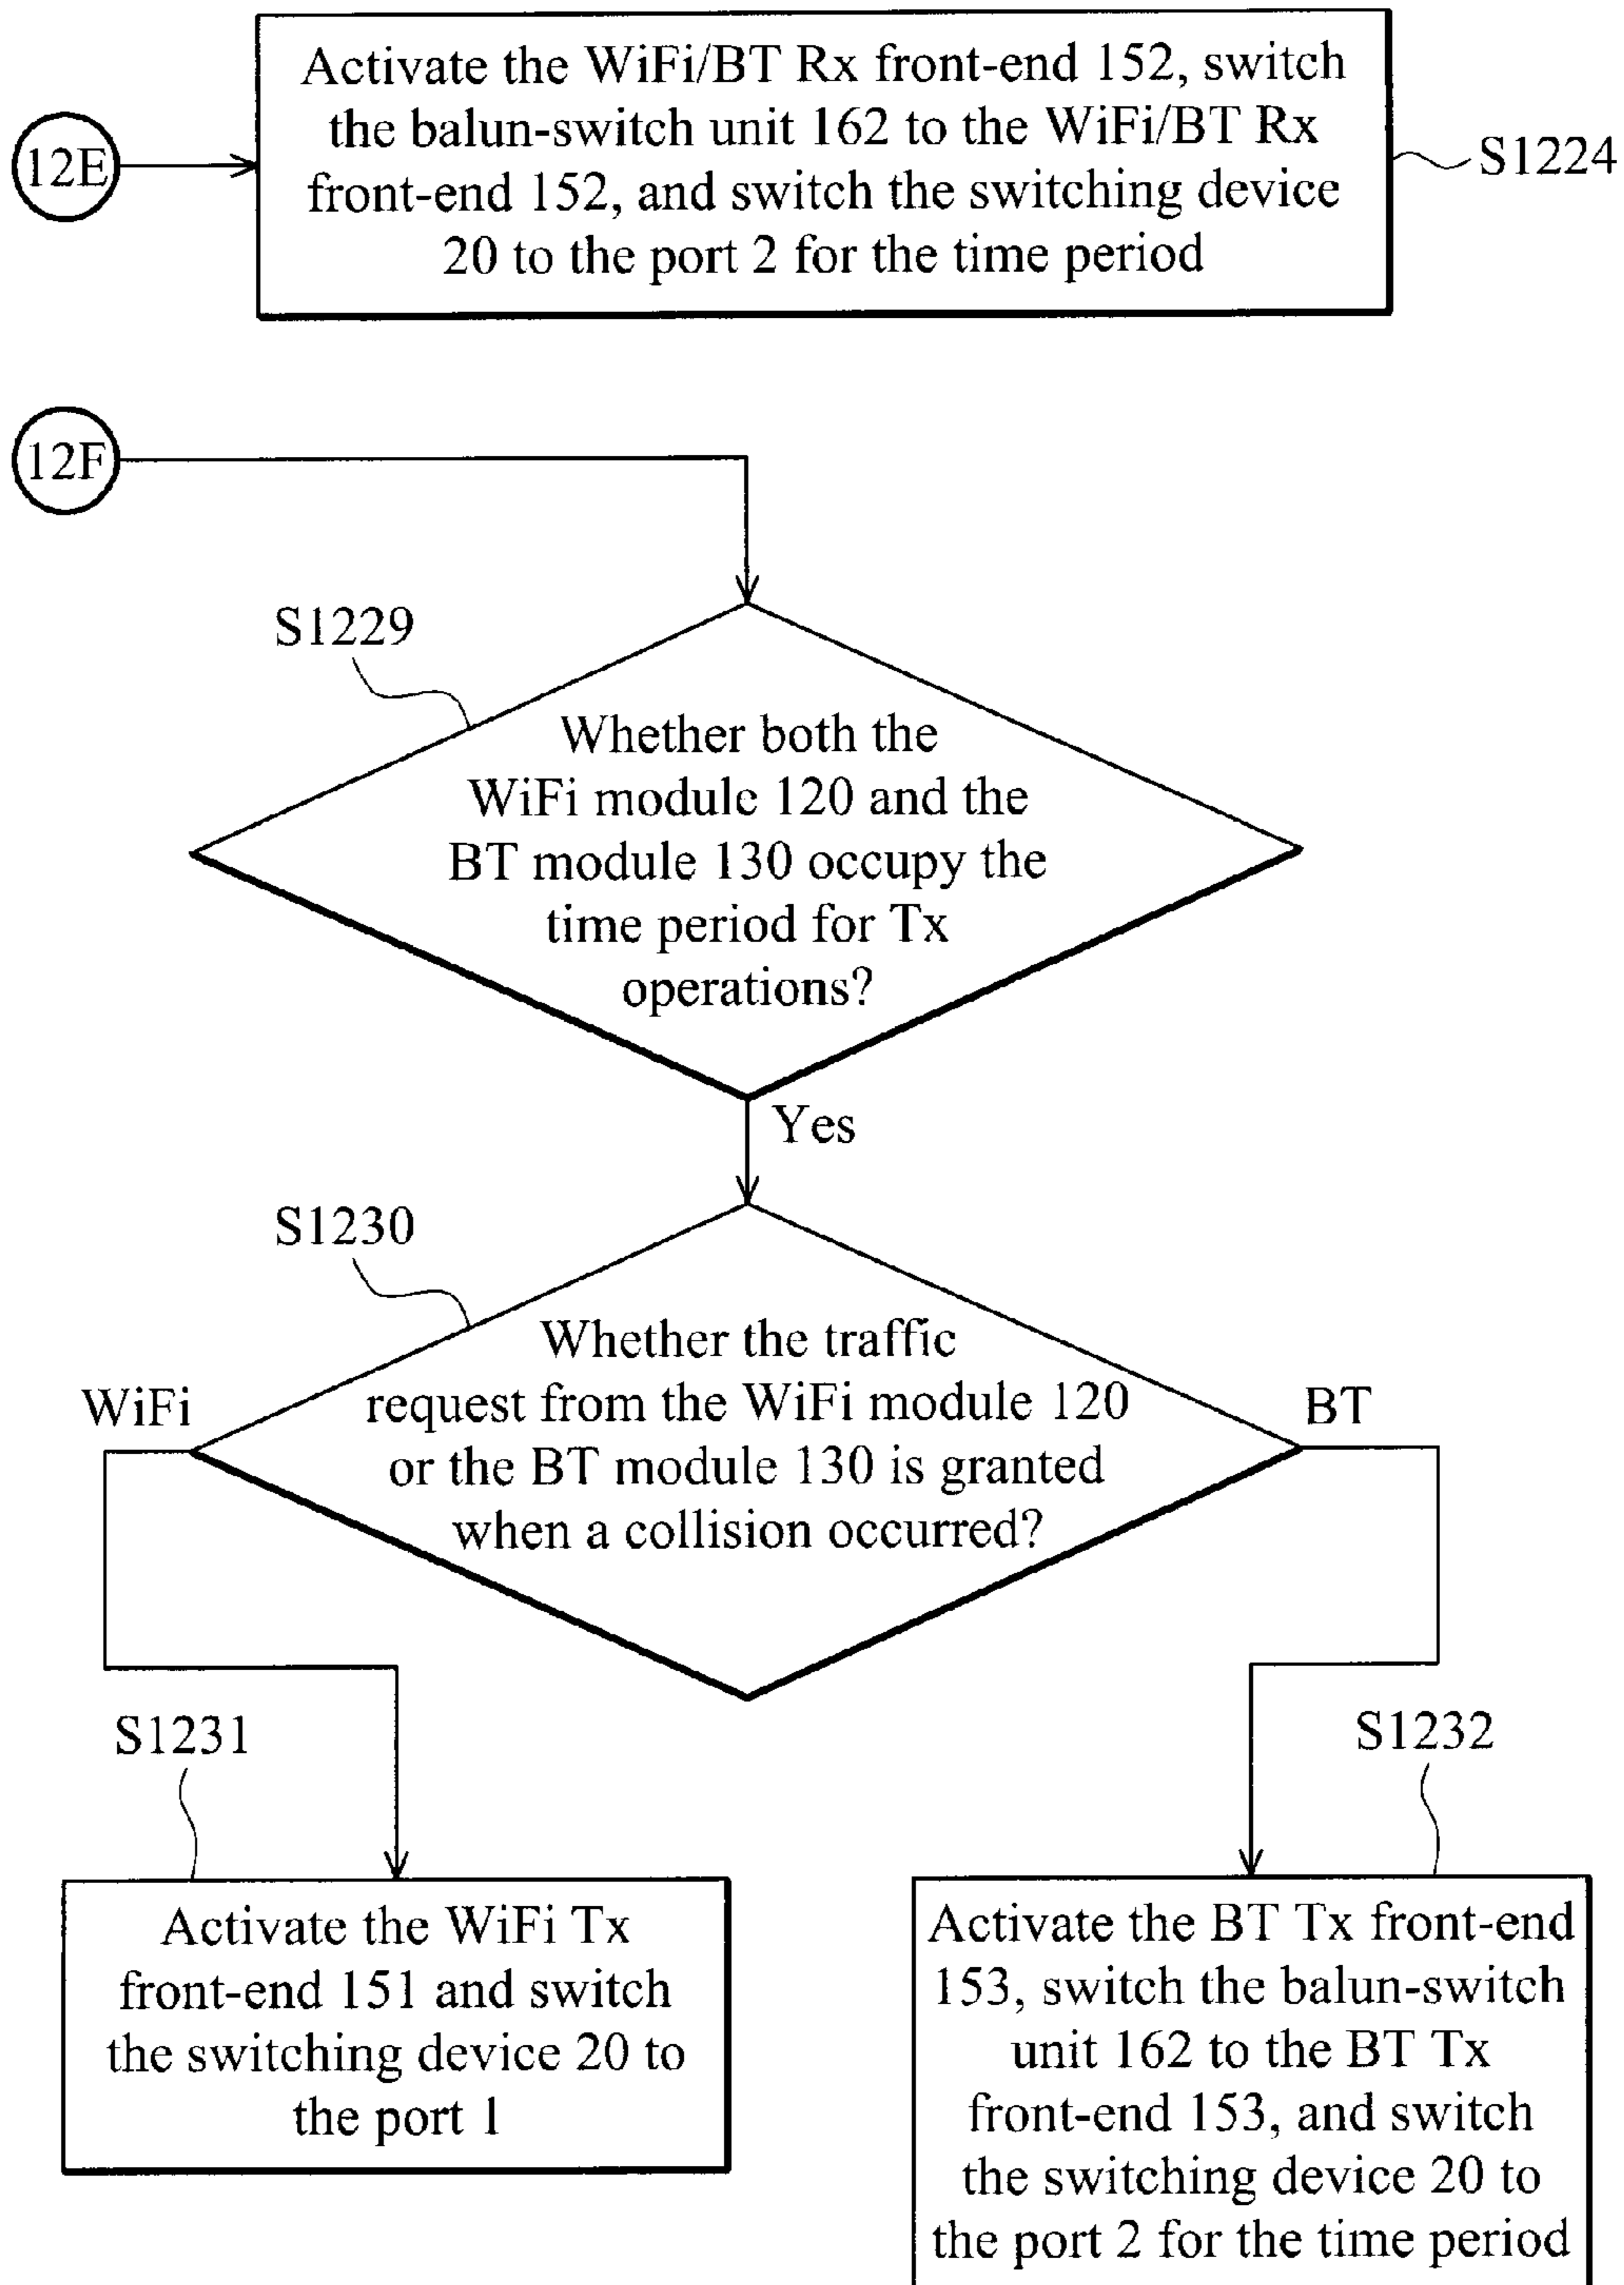 12E
Activate the WiFi/BT Rx front-end 152, switch
the balun-switch unit 162 to the WiFi/BT Rx
front-end 152, and switch the switching device
20 to the port 2 for the time period
S1224
12F
S1229
Whether both the
WiFi module 120 and the
BT module 130 occupy the
time period for Tx
operations?
Yes
S1230
Whether the traffic
request from the WiFi module 120
or the BT module 130 is granted
when a collision occurred?
WiFi
BT
S1231
Activate the WiFi Tx
front-end 151 and switch
the switching device 20 to
the port 1
S1232
Activate the BT Tx front-end
153, switch the balun-switch
unit 162 to the BT Tx
front-end 153, and switch
the switching device 20 to
the port 2 for the time period